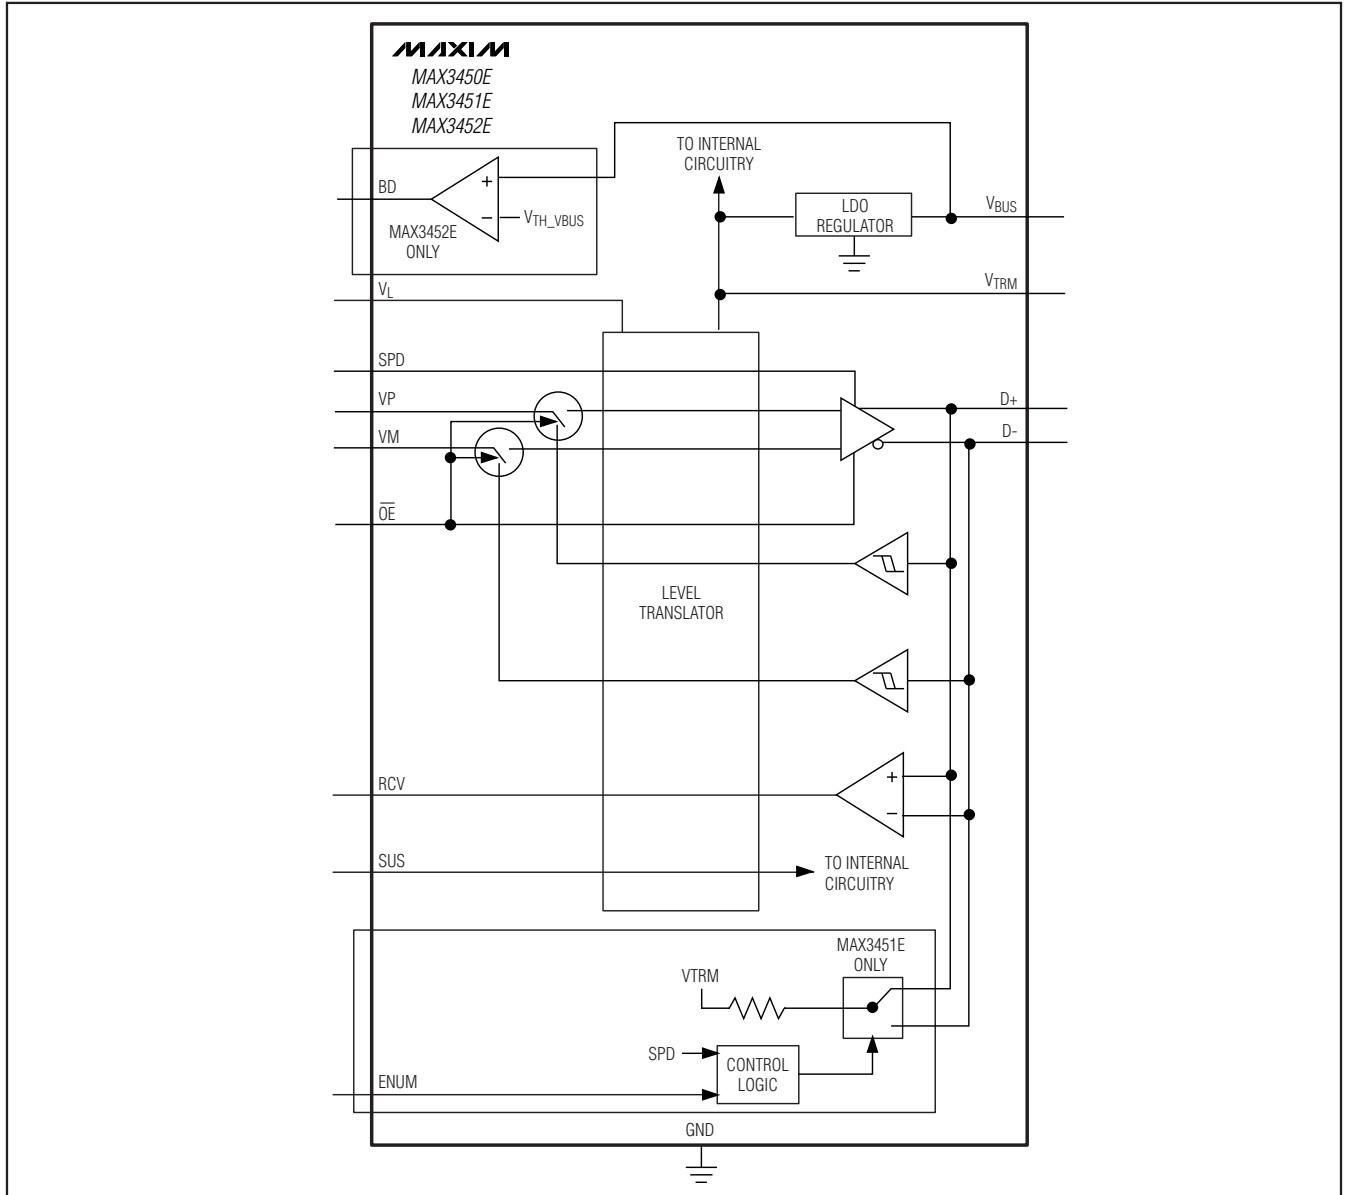 MAXIM
MAX3450E
MAX3451E
MAX3452E
TO INTERNAL
CIRCUITRY
BD
+
−
VTH_VBUS
MAX3452E
ONLY
LDO
REGULATOR
VBUS
VL
VTRM
SPD
VP
VM
OE
D+
D-
LEVEL
TRANSLATOR
RCV
+
−
SUS
TO INTERNAL
CIRCUITRY
MAX3451E
ONLY
VTRM
SPD
CONTROL
LOGIC
ENUM
GND